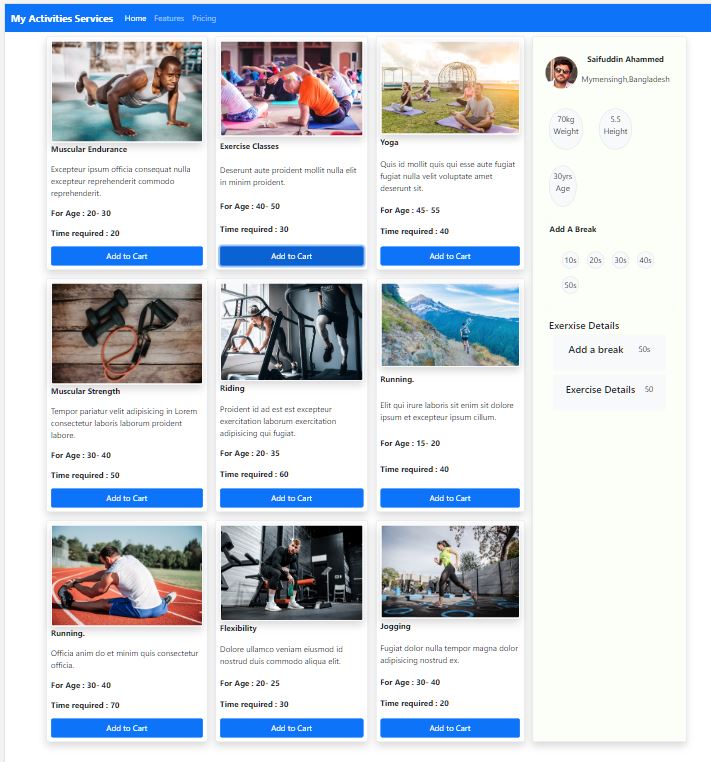 My Activities Services Home Features Pricing
Muscular Endurance
Excepteur ipsum officia consequat nulla
excepteur reprehenderit commodo
reprehenderit.
For Age : 20- 30
Time required : 20
Add to Cart
Exercise Classes
Deserunt aute proident mollit nulla elit
in minim proident.
For Age : 40- 50
Time required : 30
Add to Cart
Yoga
Quis id mollit quis qui esse aute fugiat
fugiat nulla velit voluptate amet
deserunt sit.
For Age : 45- 55
Time required : 40
Add to Cart
Muscular Strength
Tempor pariatur velit adipisicing in Lorem
consectetur laboris laborum proident
labore.
For Age : 30- 40
Time required : 50
Add to Cart
Riding
Proident id ad est est excepteur
exercitation laborum exercitation
adipisicing qui fugiat.
For Age : 20- 35
Time required : 60
Add to Cart
Running.
Elit qui irure laboris sit enim sit dolore
ipsum et excepteur ipsum cillum.
For Age : 15- 20
Time required : 40
Add to Cart
Running.
Officia anim do et minim quis consectetur
officia.
For Age : 30- 40
Time required : 70
Add to Cart
Flexibility
Dolore ullamco veniam eiusmod id
nostrud duis commodo aliqua elit.
For Age : 20- 25
Time required : 30
Add to Cart
Jogging
Fugiat dolor nulla tempor magna dolor
adipisicing nostrud ex.
For Age : 30- 40
Time required : 20
Add to Cart
Saifuddin Ahammed
Mymensingh,Bangladesh
70kg
Weight
5.5
Height
30yrs
Age
Add A Break
10s 20s 30s 40s
50s
Exerxise Details
Add a break 50s
Exercise Details 50